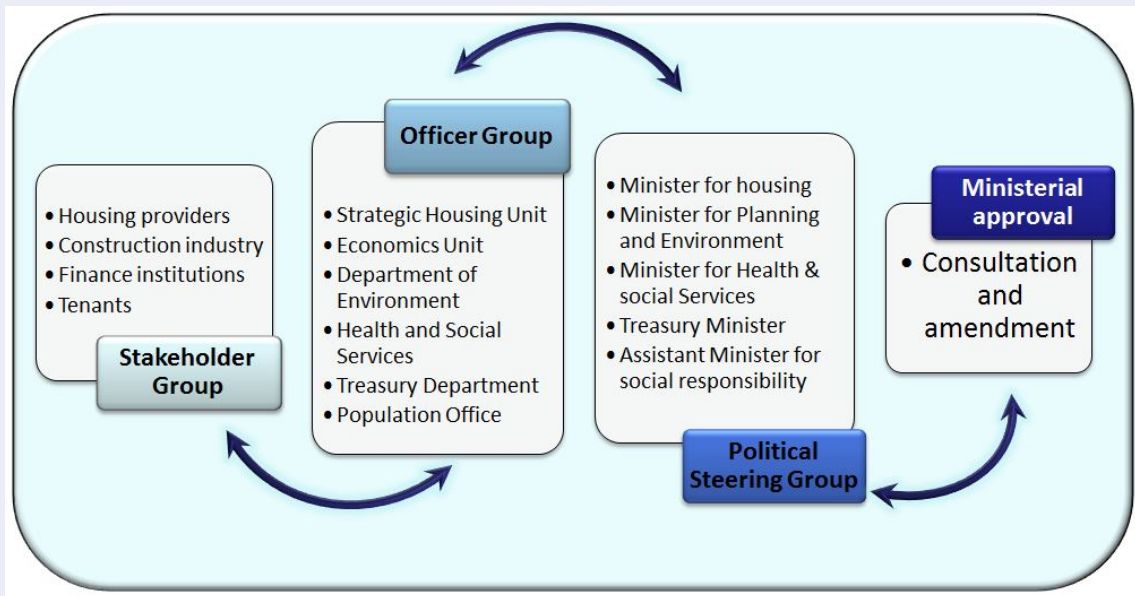 • Housing providers
• Construction industry
• Finance institutions
• Tenants
Stakeholder
Group
Officer Group
• Strategic Housing Unit
• Economics Unit
• Department of
Environment
• Health and Social
Services
• Treasury Department
• Population Office
• Minister for housing
• Minister for Planning
and Environment
• Minister for Health &
social Services
• Treasury Minister
• Assistant Minister for
social responsibility
Political
Steering Group
Ministerial
approval
• Consultation
and
amendment